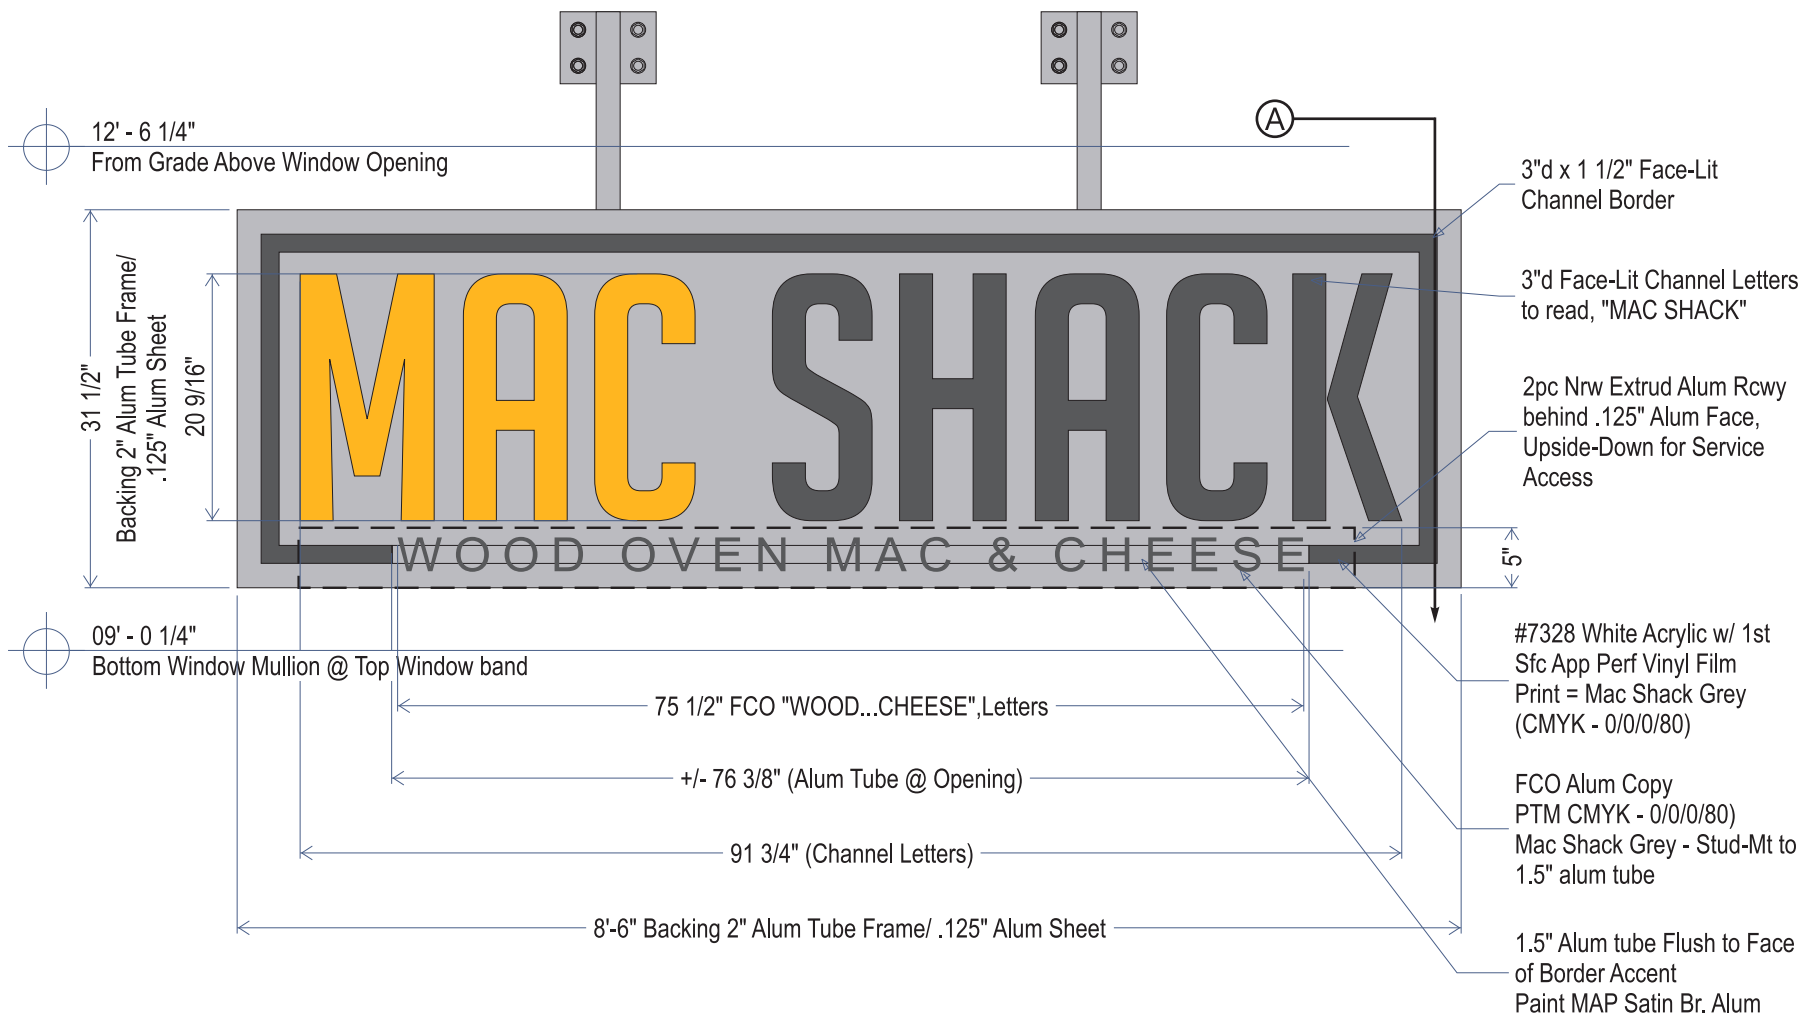 12' - 6 1/4"
From Grade Above Window Opening
A
3"d x 1 1/2" Face-Lit
Channel Border
31 1/2"
Backing 2" Alum Tube Frame/
.125" Alum Sheet
20 9/16"
MAC SHACK
3"d Face-Lit Channel Letters
to read, "MAC SHACK"
2pc Nrw Extrud Alum Rcwy
behind .125" Alum Face,
Upside-Down for Service
Access
WOOD OVEN MAC & CHEESE
5"
09' - 0 1/4"
Bottom Window Mullion @ Top Window band
#7328 White Acrylic w/ 1st
Sfc App Perf Vinyl Film
Print = Mac Shack Grey
(CMYK - 0/0/0/80)
75 1/2" FCO "WOOD...CHEESE",Letters
+/- 76 3/8" (Alum Tube @ Opening)
FCO Alum Copy
PTM CMYK - 0/0/0/80)
Mac Shack Grey - Stud-Mt to
1.5" alum tube
91 3/4" (Channel Letters)
8'-6" Backing 2" Alum Tube Frame/ .125" Alum Sheet
1.5" Alum tube Flush to Face
of Border Accent
Paint MAP Satin Br. Alum